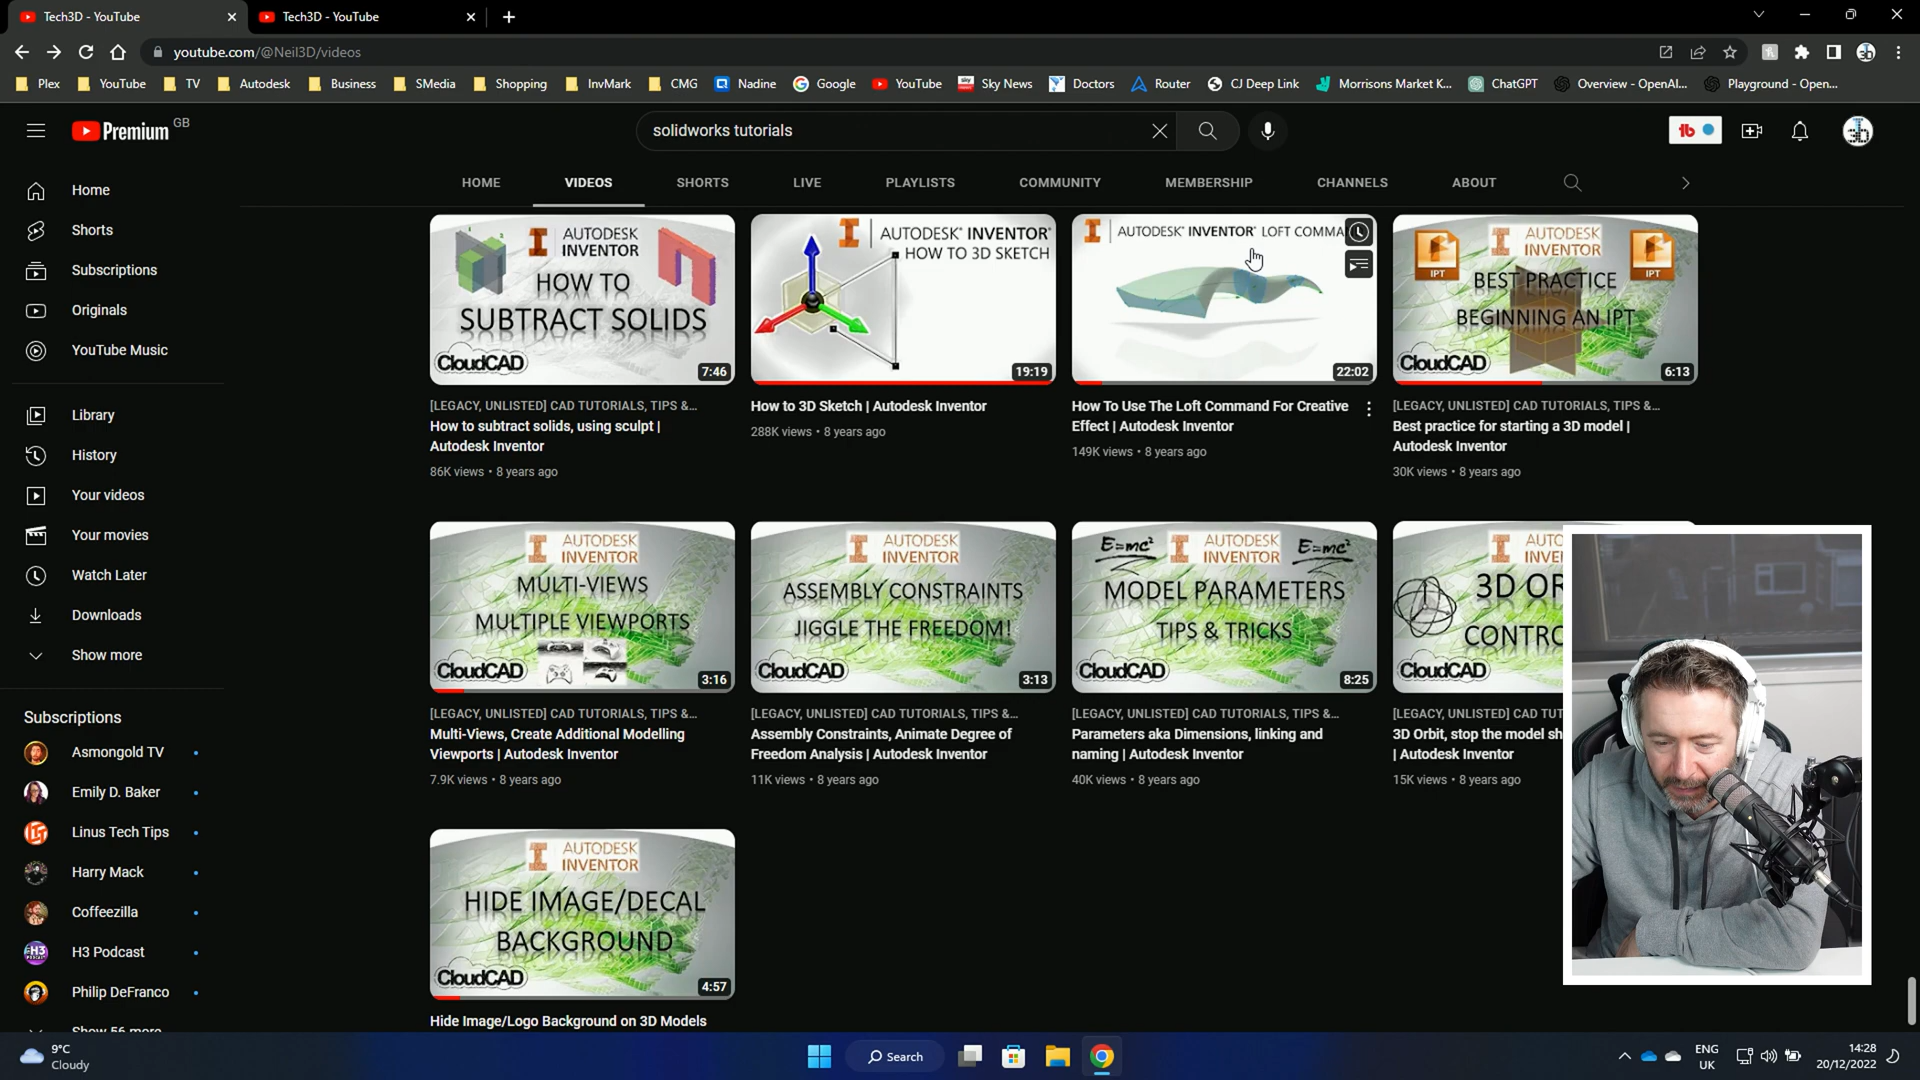 Tech3D - YouTube
Tech3D - YouTube
youtube.com/@Neil3D/videos
Plex YouTube TV Autodesk Business SMedia Shopping InvMark CMG Nadine Google YouTube Sky News Doctors Router CJ Deep Link Morrisons Market K... ChatGPT Overview - OpenAI... Playground - Open...
Premium GB
solidworks tutorials
HOME VIDEOS SHORTS LIVE PLAYLISTS COMMUNITY MEMBERSHIP CHANNELS ABOUT
Home
Shorts
Subscriptions
Originals
YouTube Music
Library
History
Your videos
Your movies
Watch Later
Downloads
Show more
Subscriptions
Asmongold TV
Emily D. Baker
Linus Tech Tips
Harry Mack
Coffeezilla
H3 Podcast
Philip DeFranco
Show 56 more
AUTODESK
INVENTOR
HOW TO
SUBTRACT SOLIDS
CloudCAD
7:46
[LEGACY, UNLISTED] CAD TUTORIALS, TIPS &...
How to subtract solids, using sculpt |
Autodesk Inventor
86K views • 8 years ago
AUTODESK® INVENTOR®
HOW TO 3D SKETCH
19:19
How to 3D Sketch | Autodesk Inventor
288K views • 8 years ago
AUTODESK® INVENTOR® LOFT COMMA
22:02
How To Use The Loft Command For Creative
Effect | Autodesk Inventor
149K views • 8 years ago
AUTODESK
INVENTOR
IPT
IPT
BEST PRACTICE
BEGINNING AN IPT
CloudCAD
6:13
[LEGACY, UNLISTED] CAD TUTORIALS, TIPS &...
Best practice for starting a 3D model |
Autodesk Inventor
30K views • 8 years ago
AUTODESK
INVENTOR
MULTI-VIEWS
MULTIPLE VIEWPORTS
CloudCAD
3:16
[LEGACY, UNLISTED] CAD TUTORIALS, TIPS &...
Multi-Views, Create Additional Modelling
Viewports | Autodesk Inventor
7.9K views • 8 years ago
AUTODESK
INVENTOR
ASSEMBLY CONSTRAINTS
JIGGLE THE FREEDOM!
CloudCAD
3:13
[LEGACY, UNLISTED] CAD TUTORIALS, TIPS &...
Assembly Constraints, Animate Degree of
Freedom Analysis | Autodesk Inventor
11K views • 8 years ago
E=mc²
AUTODESK
INVENTOR
E=mc²
MODEL PARAMETERS
TIPS & TRICKS
CloudCAD
8:25
[LEGACY, UNLISTED] CAD TUTORIALS, TIPS &...
Parameters aka Dimensions, linking and
naming | Autodesk Inventor
40K views • 8 years ago
AUTO
INVE
3D OR
CONTRO
CloudCAD
[LEGACY, UNLISTED] CAD TUT
3D Orbit, stop the model sh
| Autodesk Inventor
15K views • 8 years ago
AUTODESK
INVENTOR
HIDE IMAGE/DECAL
BACKGROUND
CloudCAD
4:57
Hide Image/Logo Background on 3D Models
9°C
Cloudy
Search
ENG
UK
14:28
20/12/2022